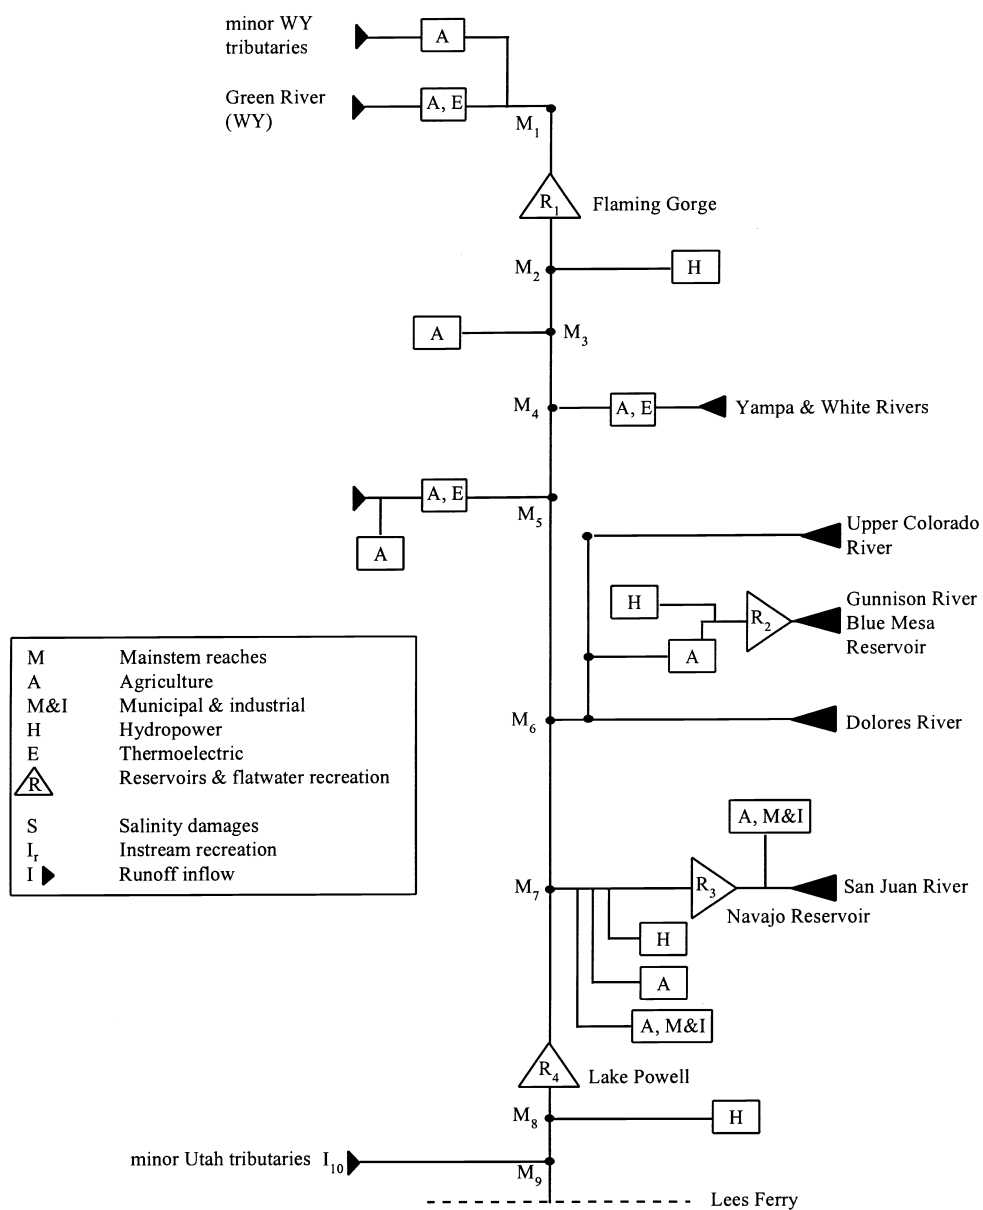 minor WY
tributaries
A
Green River
(WY)
A, E
M1
R1
Flaming Gorge
M2
H
A
M3
M4
A, E
Yampa & White Rivers
A, E
M5
A
Upper Colorado
River
H
R2
Gunnison River
Blue Mesa
Reservoir
A
M6
Dolores River
M Mainstem reaches
A Agriculture
M&I Municipal & industrial
H Hydropower
E Thermoelectric
R Reservoirs & flatwater recreation
S Salinity damages
Ir Instream recreation
I Runoff inflow
A, M&I
M7
R3
San Juan River
Navajo Reservoir
H
A
A, M&I
R4
Lake Powell
M8
H
minor Utah tributaries I10
M9
Lees Ferry